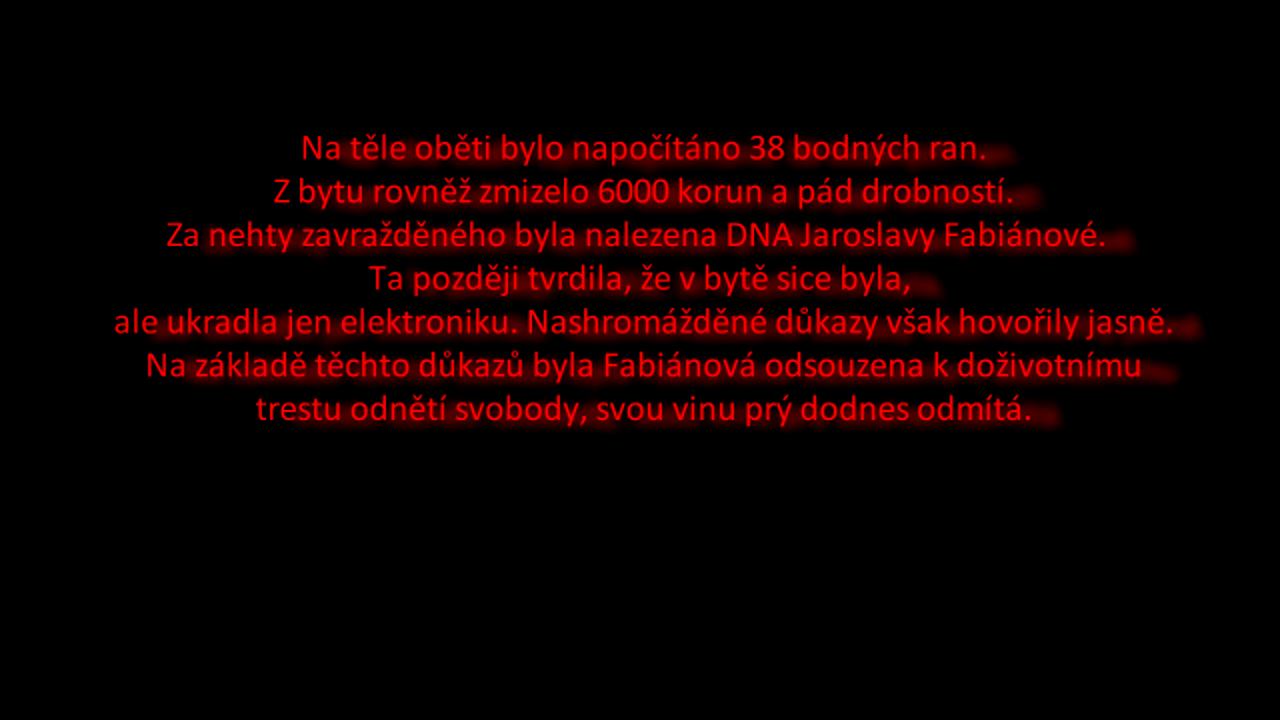 Na těle oběti bylo napočítáno 38 bodných ran.
Z bytu rovněž zmizelo 6000 korun a pád drobností.
Za nehty zavražděného byla nalezena DNA Jaroslavy Fabiánové.
Ta později tvrdila, že v bytě sice byla,
ale ukradla jen elektroniku. Nashromážděné důkazy však hovořily jasně.
Na základě těchto důkazů byla Fabiánová odsouzena k doživotnímu
trestu odnětí svobody, svou vinu prý dodnes odmítá.